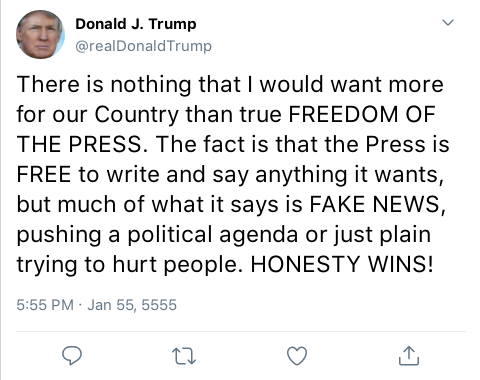 Donald J. Trump
@realDonaldTrump
There is nothing that I would want more
for our Country than true FREEDOM OF
THE PRESS. The fact is that the Press is
FREE to write and say anything it wants,
but much of what it says is FAKE NEWS,
pushing a political agenda or just plain
trying to hurt people. HONESTY WINS!
5:55 PM · Jan 55, 5555